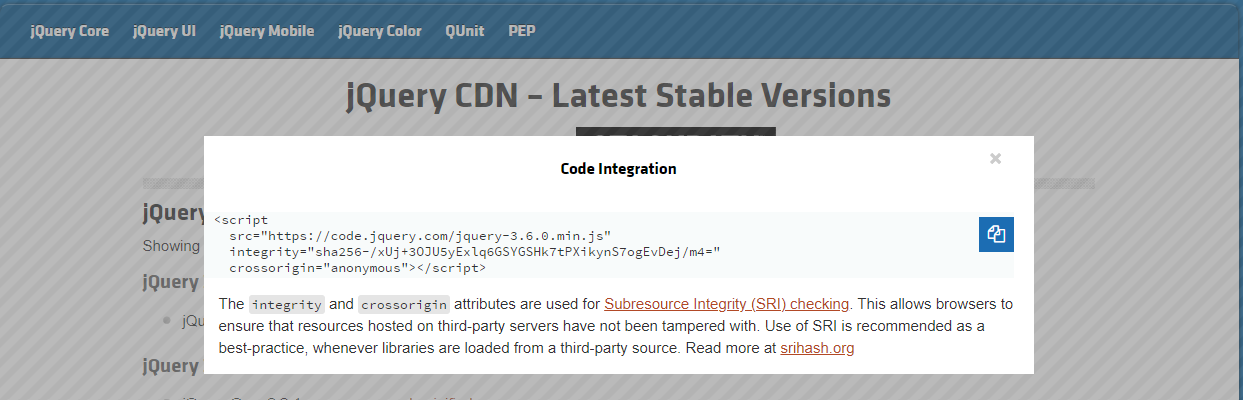 jQuery Core jQuery UI jQuery Mobile jQuery Color QUnit PEP
jQuery CDN – Latest Stable Versions
Code Integration
×
jQuery
<script
src="https://code.jquery.com/jquery-3.6.0.min.js"
Showing
integrity="sha256-/xUj+3OJU5yExlq6GSYGSHk7tPXikynS7ogEvDej/m4="
crossorigin="anonymous"></script>
jQuery
The integrity and crossorigin attributes are used for Subresource Integrity (SRI) checking. This allows browsers to
ensure that resources hosted on third-party servers have not been tampered with. Use of SRI is recommended as a
best-practice, whenever libraries are loaded from a third-party source. Read more at srihash.org
jQuery